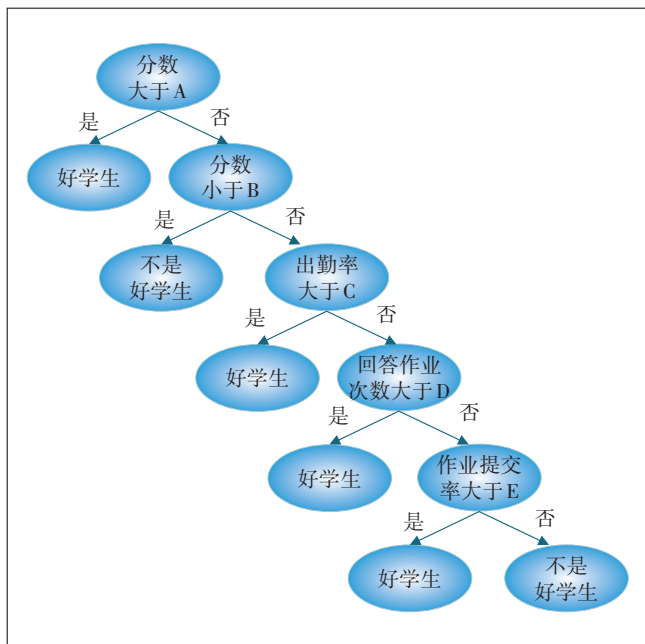 分数
大于A
是
否
好学生
分数
小于B
是
否
不是
好学生
出勤率
大于C
是
否
好学生
回答作业
次数大于D
是
否
好学生
作业提交
率大于E
是
否
好学生
不是
好学生